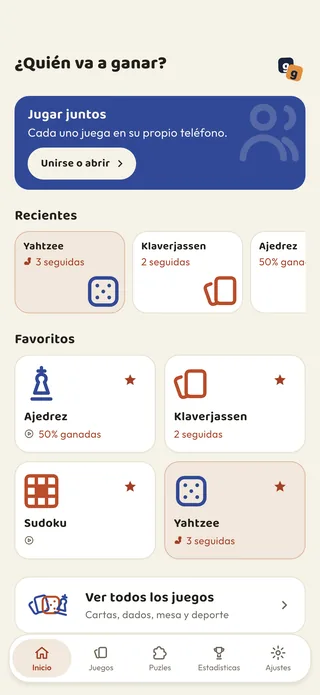 ¿Quién va a ganar?
g
g
Jugar juntos
Cada uno juega en su propio teléfono.
Unirse o abrir
Recientes
Yahtzee
3 seguidas
Klaverjassen
2 seguidas
Ajedrez
50% gana
Favoritos
Ajedrez
50% ganadas
Klaverjassen
2 seguidas
Sudoku
Yahtzee
3 seguidas
Ver todos los juegos
Cartas, dados, mesa y deporte
Inicio
Juegos
Puzles
Estadísticas
Ajustes